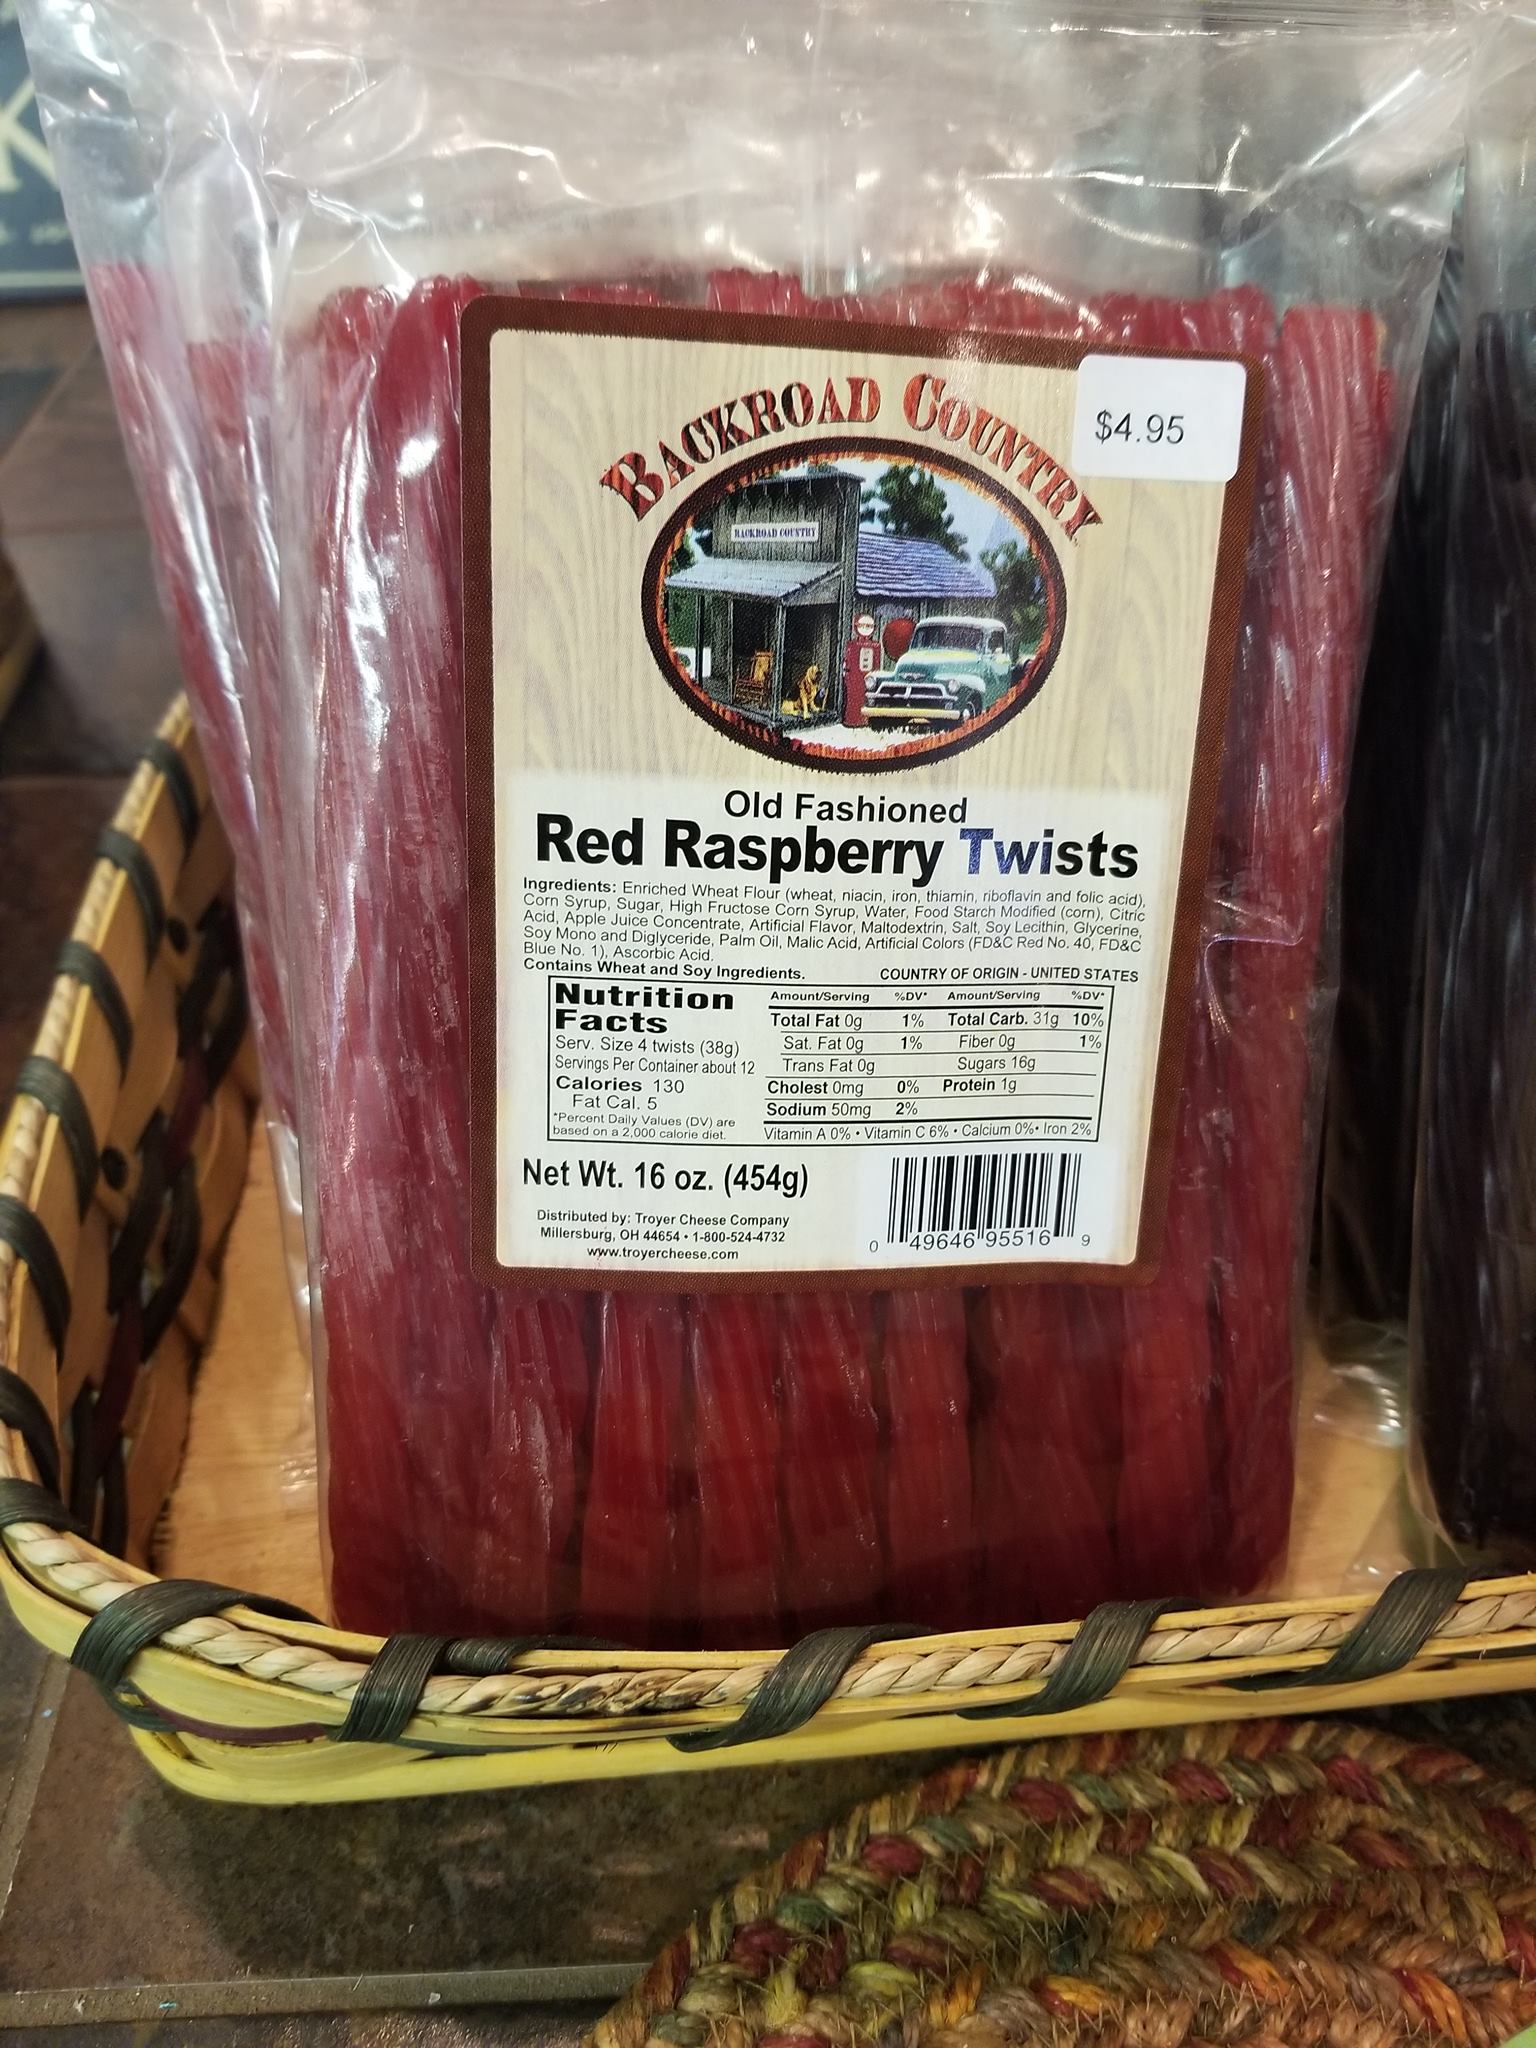 BACKROAD COUNTRY
$4.95
BACKROAD COUNTRY
Old Fashioned
Red Raspberry Twists
Ingredients: Enriched Wheat Flour (wheat, niacin, iron, thiamin, riboflavin and folic acid),
Corn Syrup, Sugar, High Fructose Corn Syrup, Water, Food Starch Modified (corn), Citric
Acid, Apple Juice Concentrate, Artificial Flavor, Maltodextrin, Salt, Soy Lecithin, Glycerine,
Soy Mono and Diglyceride, Palm Oil, Malic Acid, Artificial Colors (FD&C Red No. 40, FD&C
Blue No. 1), Ascorbic Acid.
Contains Wheat and Soy Ingredients. COUNTRY OF ORIGIN - UNITED STATES
Nutrition
Facts
Serv. Size 4 twists (38g)
Servings Per Container about 12
Calories 130
Fat Cal. 5
*Percent Daily Values (DV) are
based on a 2,000 calorie diet.
Amount/Serving %DV* Amount/Serving %DV*
Total Fat 0g 1% Total Carb. 31g 10%
Sat. Fat 0g 1% Fiber 0g 1%
Trans Fat 0g Sugars 16g
Cholest 0mg 0% Protein 1g
Sodium 50mg 2%
Vitamin A 0% • Vitamin C 6% • Calcium 0% • Iron 2%
Net Wt. 16 oz. (454g)
Distributed by: Troyer Cheese Company
Millersburg, OH 44654 • 1-800-524-4732
www.troyercheese.com
0 49646 95516 9